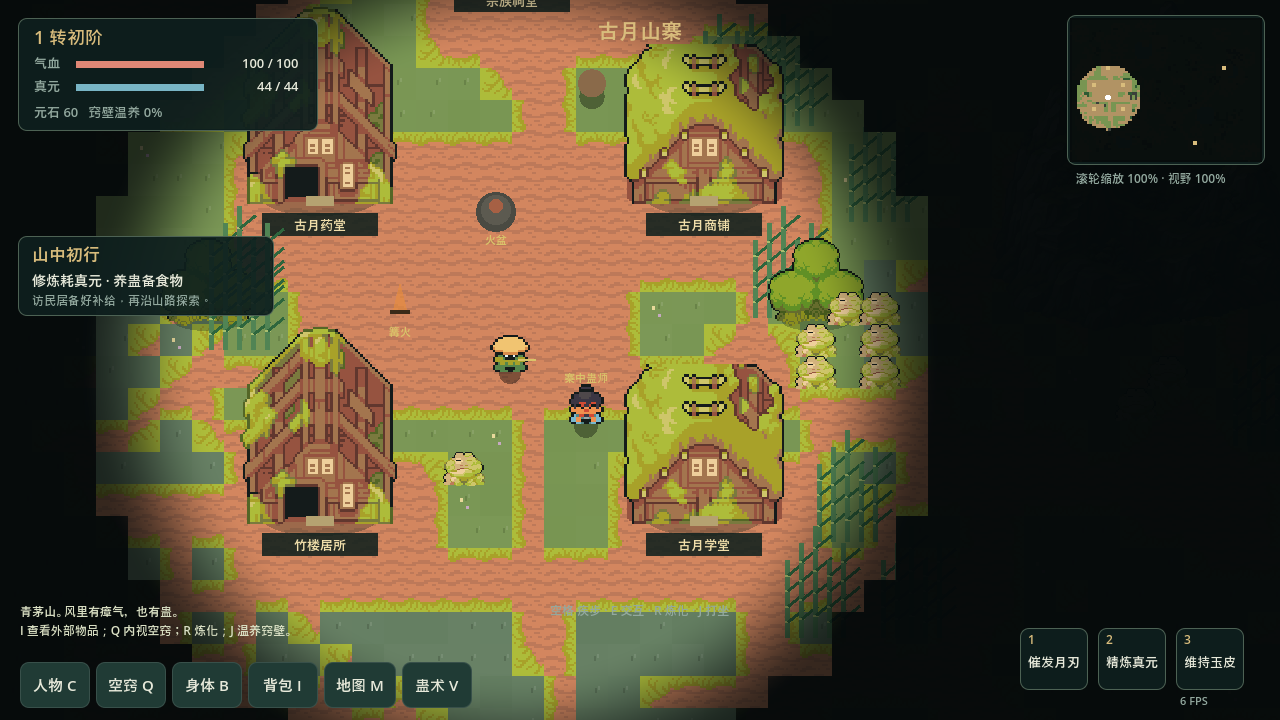 宗族祠堂
古月山寨
1 转初阶
气血 100 / 100
真元 44 / 44
元石 60 窍壁温养 0%
滚轮缩放 100% · 视野 100%
古月药堂
古月商铺
火盆
山中初行
修炼耗真元 · 养蛊备食物
访民居备好补给 · 再沿山路探索。
篝火
寨中蛊师
竹楼居所
古月学堂
青茅山。风里有瘴气，也有蛊。
I 查看外部物品；Q 内视空窍；R 炼化；J 温养窍壁。
人物 C
空窍 Q
身体 B
背包 I
地图 M
蛊术 V
1
催发月刃
2
精炼真元
3
维持玉皮
6 FPS